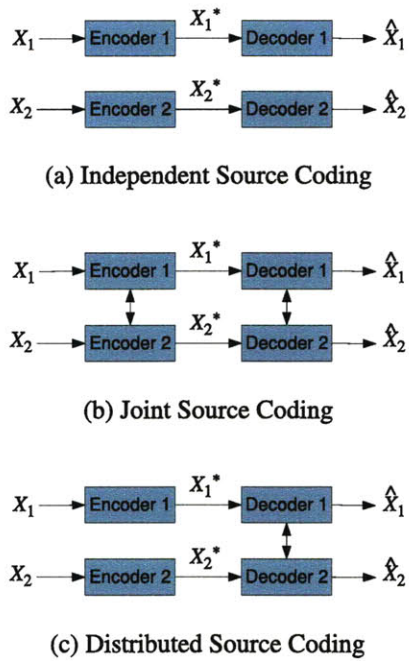 X₁ Encoder 1 X₁* Decoder 1 X̂₁
X₂ Encoder 2 X₂* Decoder 2 X̂₂
(a) Independent Source Coding
X₁ Encoder 1 X₁* Decoder 1 X̂₁
X₂ Encoder 2 X₂* Decoder 2 X̂₂
(b) Joint Source Coding
X₁ Encoder 1 X₁* Decoder 1 X̂₁
X₂ Encoder 2 X₂* Decoder 2 X̂₂
(c) Distributed Source Coding